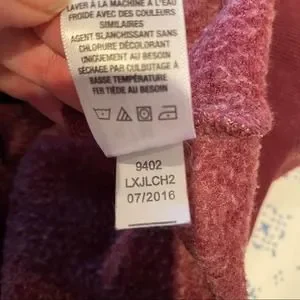 LAVER À LA MACHINE À L'EAU
FROIDE AVEC DES COULEURS
SIMILAIRES
AGENT BLANCHISSANT SANS
CHLORURE DÉCOLORANT
UNIQUEMENT AU BESOIN
SÉCHAGE PAR CULBUTAGE À
BASSE TEMPÉRATURE
FER TIÈDE AU BESOIN
9402
LXJLCH2
07/2016